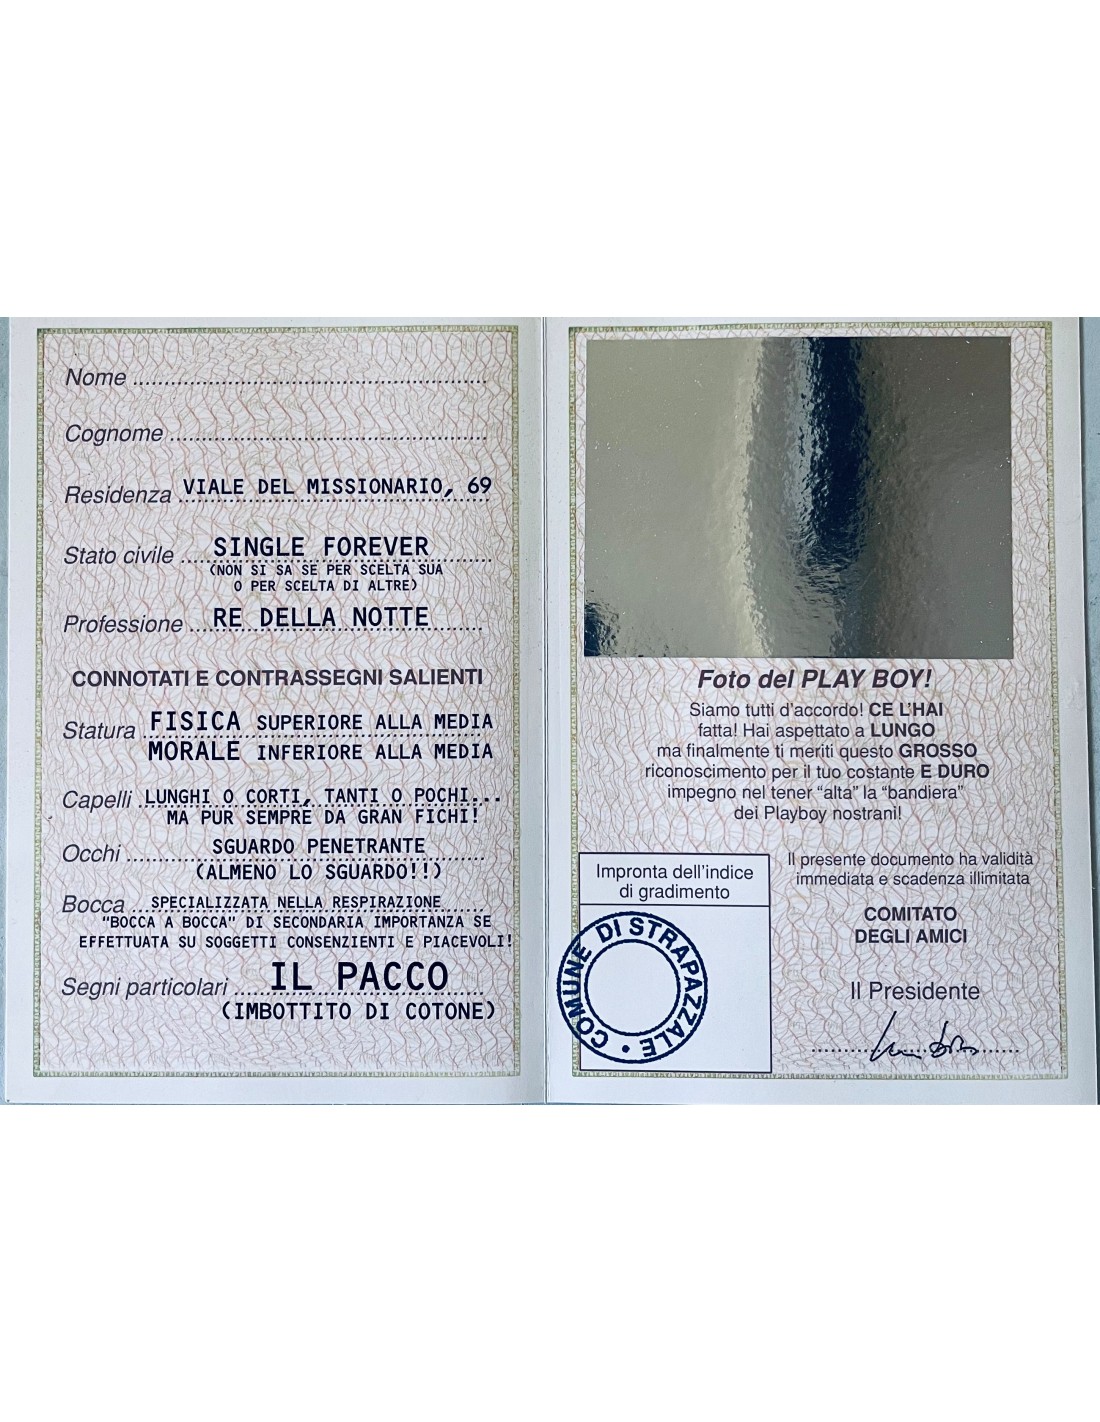 Nome
Cognome
Residenza VIALE DEL MISSIONARIO, 69
Stato civile SINGLE FOREVER
(NON SI SA SE PER SCELTA SUA
O PER SCELTA DI ALTRE)
Professione RE DELLA NOTTE
CONNOTATI E CONTRASSEGNI SALIENTI
Statura FISICA SUPERIORE ALLA MEDIA
MORALE INFERIORE ALLA MEDIA
Capelli LUNGHI O CORTI, TANTI O POCHI...
MA PUR SEMPRE DA GRAN FICHI!
Occhi SGUARDO PENETRANTE
(ALMENO LO SGUARDO!!)
Bocca SPECIALIZZATA NELLA RESPIRAZIONE
"BOCCA A BOCCA" DI SECONDARIA IMPORTANZA SE
EFFETTUATA SU SOGGETTI CONSENZIENTI E PIACEVOLI!
Segni particolari IL PACCO
(IMBOTTITO DI COTONE)
Foto del PLAY BOY!
Siamo tutti d'accordo! CE L'HAI
fatta! Hai aspettato a LUNGO
ma finalmente ti meriti questo GROSSO
riconoscimento per il tuo costante E DURO
impegno nel tener "alta" la "bandiera"
dei Playboy nostrani!
Impronta dell'indice
di gradimento
COMUNE DI STRAPAZZALE
Il presente documento ha validità
immediata e scadenza illimitata
COMITATO
DEGLI AMICI
Il Presidente